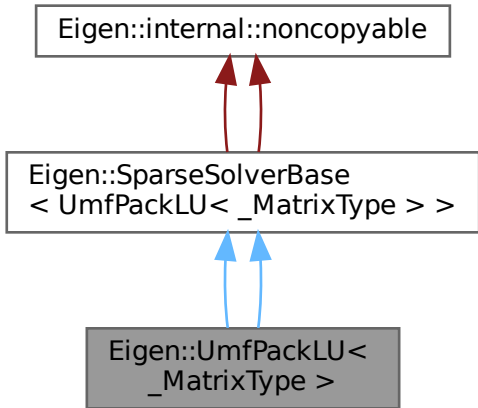 Eigen::internal::noncopyable
Eigen::SparseSolverBase
< UmfPackLU< _MatrixType > >
Eigen::UmfPackLU<
_MatrixType >